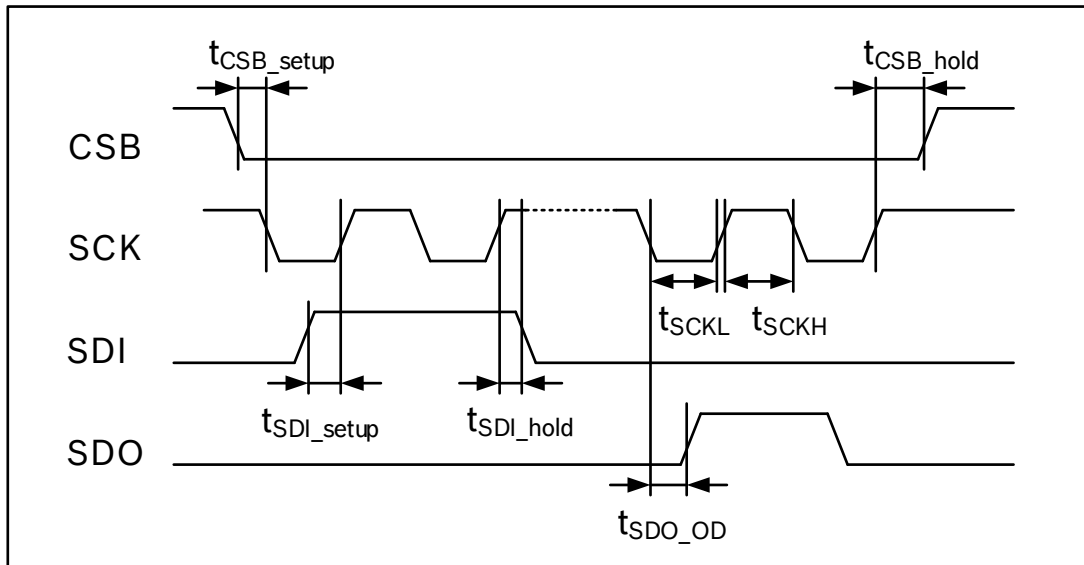 tCSB_setup
tCSB_hold
CSB
SCK
tSCKL
tSCKH
SDI
tSDI_setup
tSDI_hold
SDO
tSDO_OD